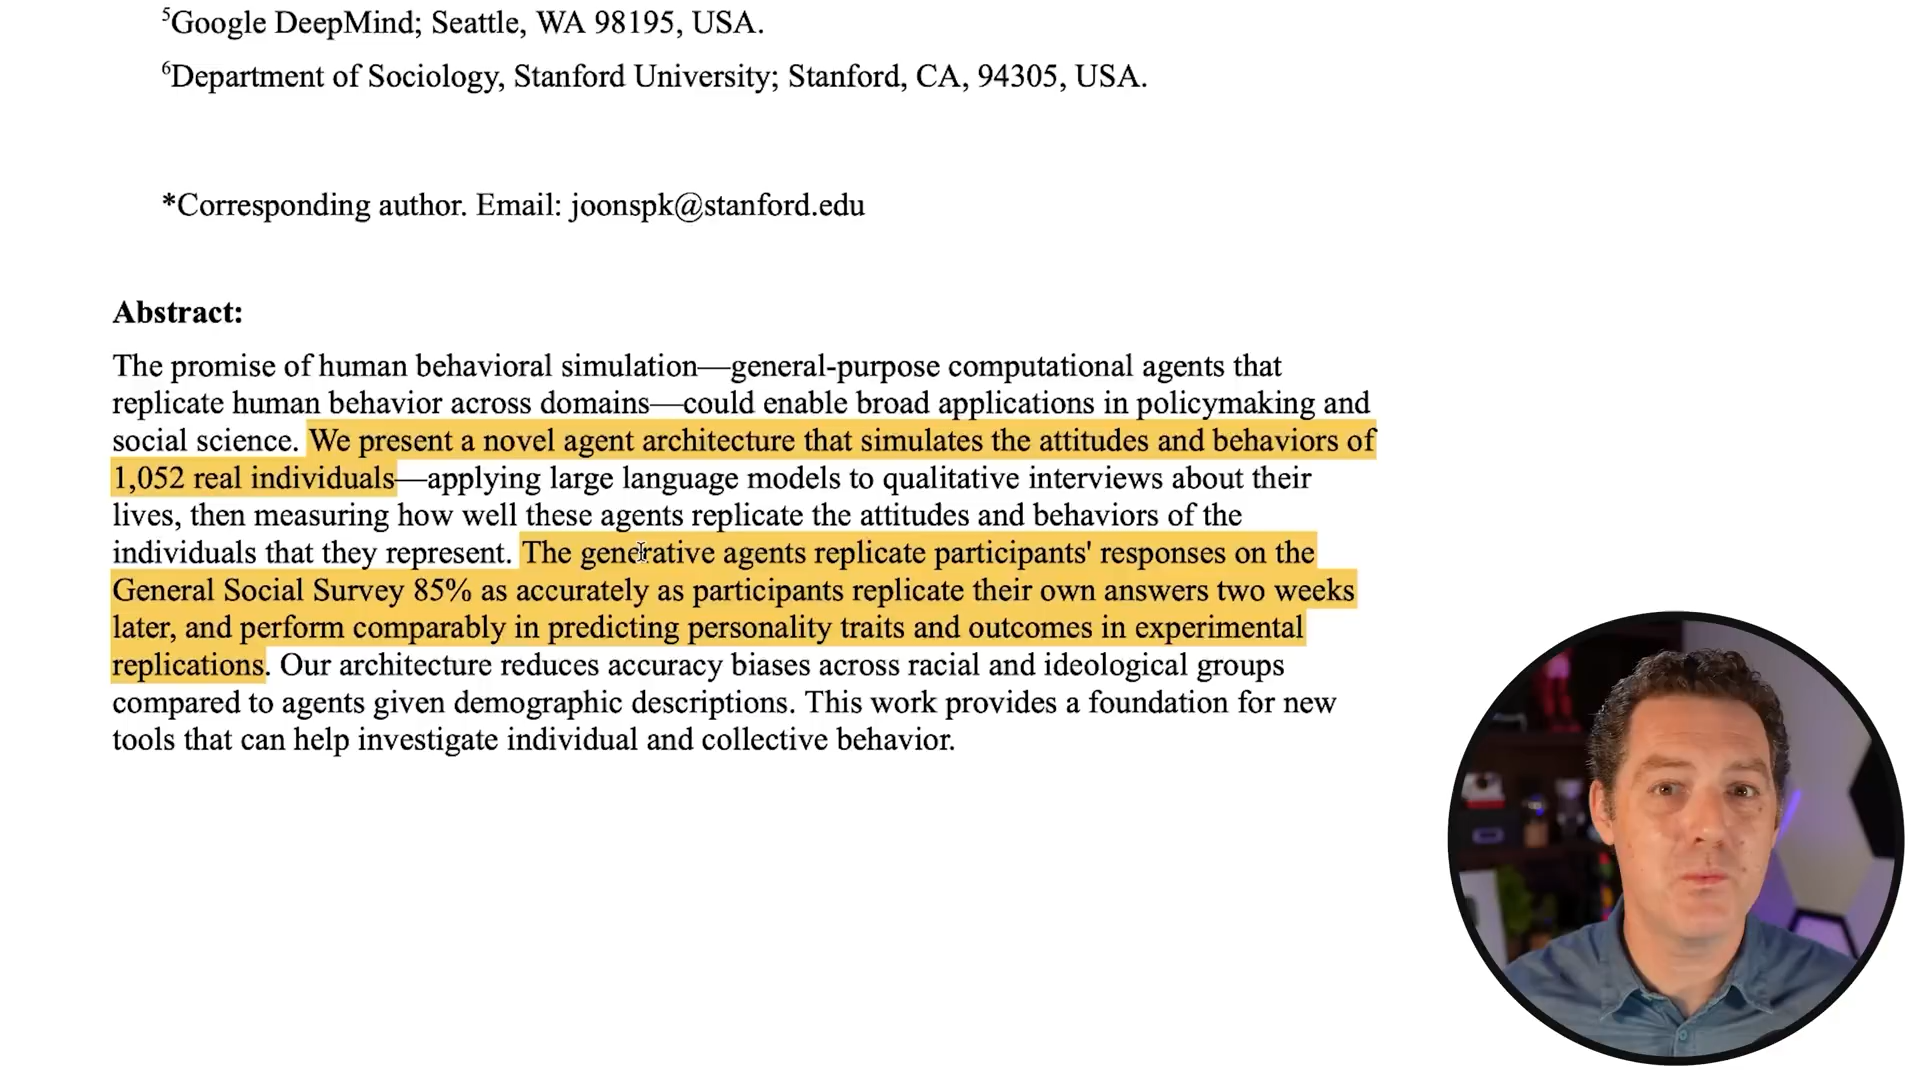 ⁵Google DeepMind; Seattle, WA 98195, USA.
⁶Department of Sociology, Stanford University; Stanford, CA, 94305, USA.
*Corresponding author. Email: joonspk@stanford.edu
Abstract:
The promise of human behavioral simulation—general-purpose computational agents that
replicate human behavior across domains—could enable broad applications in policymaking and
social science. We present a novel agent architecture that simulates the attitudes and behaviors of
1,052 real individuals—applying large language models to qualitative interviews about their
lives, then measuring how well these agents replicate the attitudes and behaviors of the
individuals that they represent. The generative agents replicate participants' responses on the
General Social Survey 85% as accurately as participants replicate their own answers two weeks
later, and perform comparably in predicting personality traits and outcomes in experimental
replications. Our architecture reduces accuracy biases across racial and ideological groups
compared to agents given demographic descriptions. This work provides a foundation for new
tools that can help investigate individual and collective behavior.